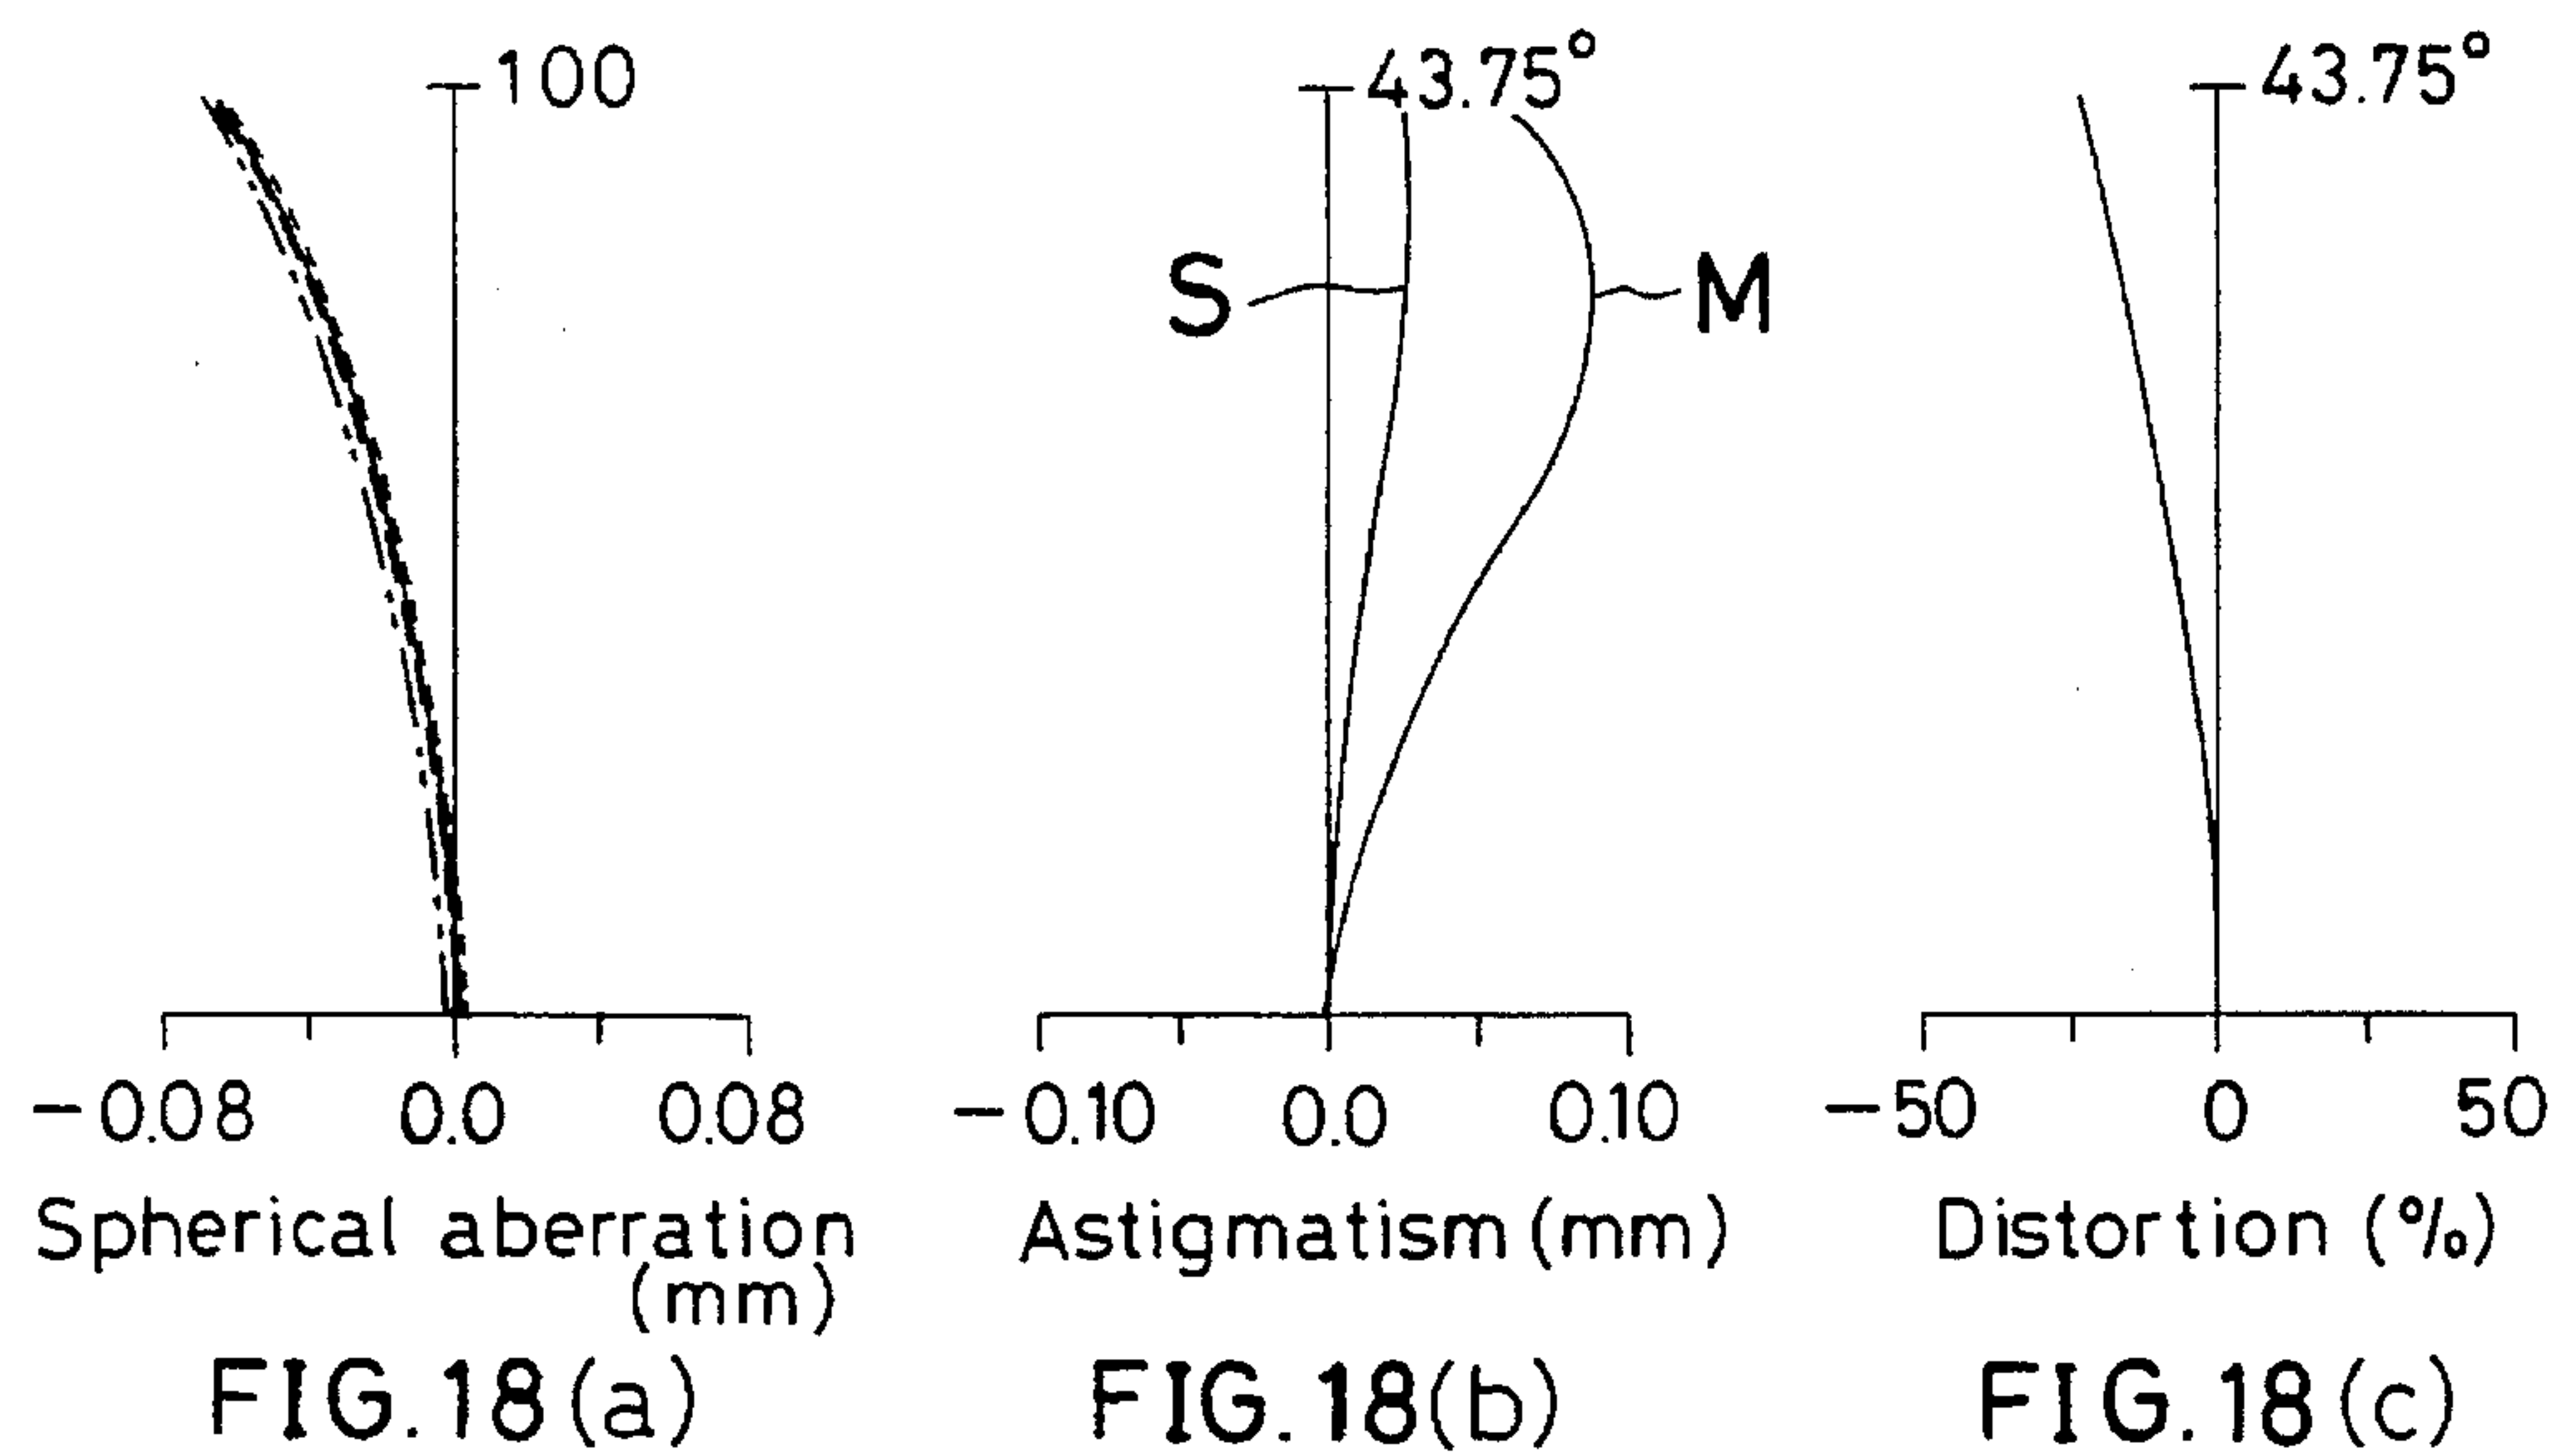 100
-0.08 0.0 0.08
Spherical aberration
(mm)
FIG.18(a)
43.75°
S
M
-0.10 0.0 0.10
Astigmatism (mm)
FIG.18(b)
43.75°
-50 0 50
Distortion (%)
FIG.18(c)